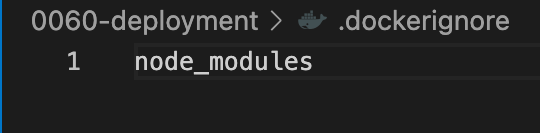 0060-deployment > .dockerignore
1 node_modules